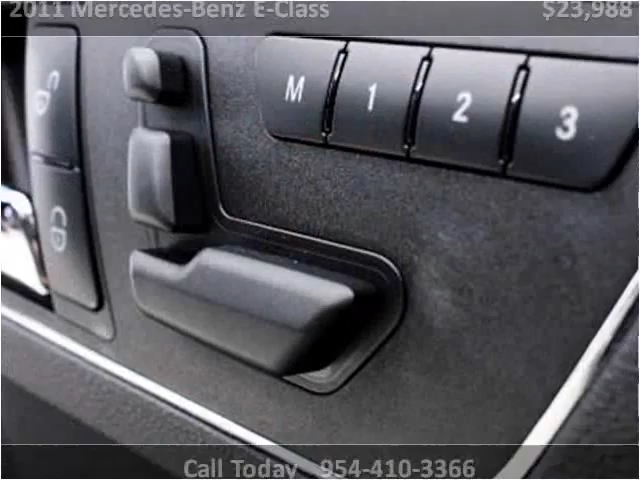 2011 Mercedes-Benz E-Class $23,988
M 1 2 3
Call Today 954-410-3366